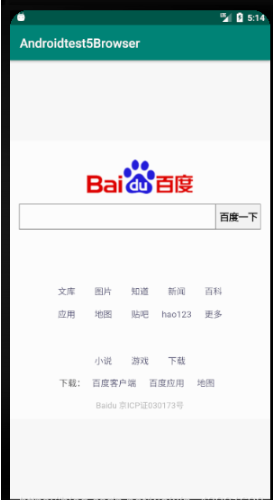 5:14
Androidtest5Browser
Bai du 百度
百度一下
文库 图片 知道 新闻 百科
应用 地图 贴吧 hao123 更多
小说 游戏 下载
下载: 百度客户端 百度应用 地图
Baidu 京ICP证030173号